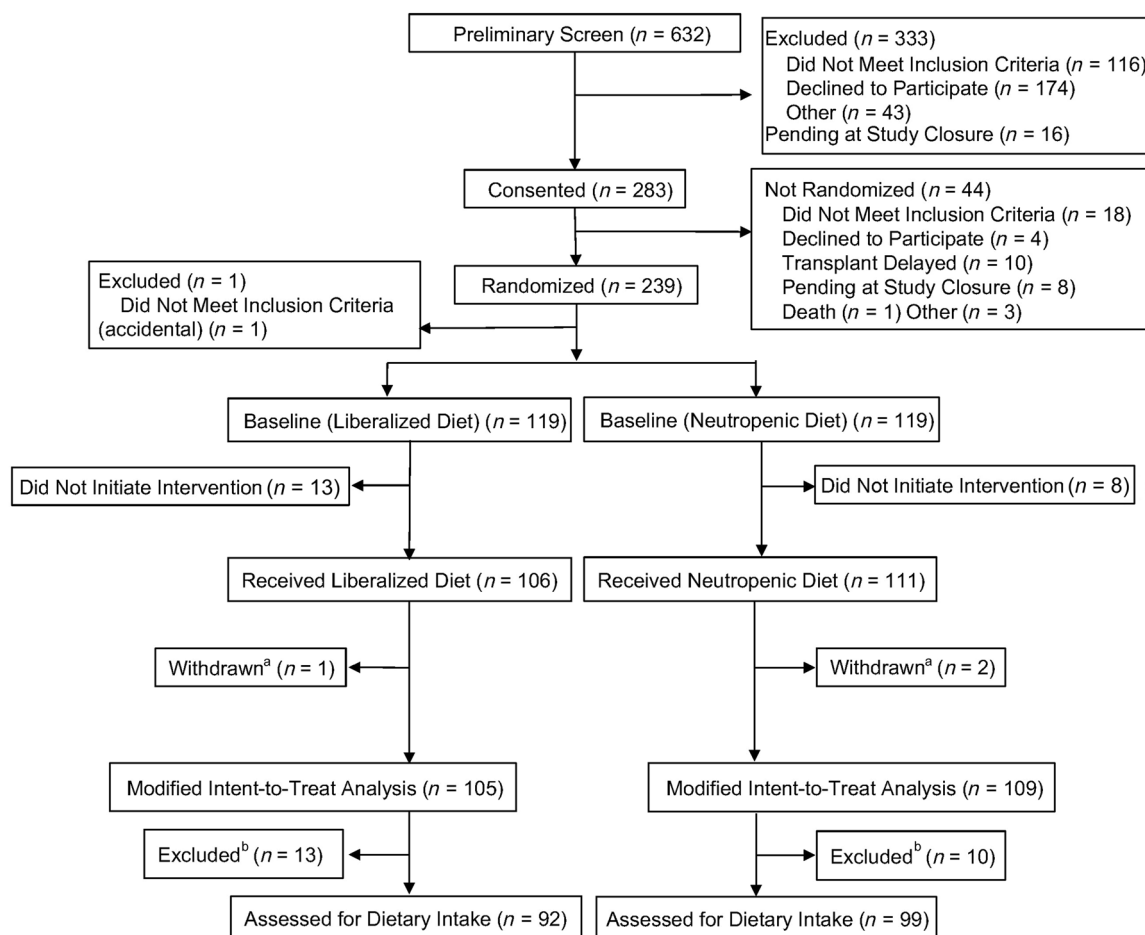 Preliminary Screen (n = 632)
Excluded (n = 333)
Did Not Meet Inclusion Criteria (n = 116)
Declined to Participate (n = 174)
Other (n = 43)
Pending at Study Closure (n = 16)
Consented (n = 283)
Not Randomized (n = 44)
Did Not Meet Inclusion Criteria (n = 18)
Declined to Participate (n = 4)
Transplant Delayed (n = 10)
Pending at Study Closure (n = 8)
Death (n = 1) Other (n = 3)
Randomized (n = 239)
Excluded (n = 1)
Did Not Meet Inclusion Criteria
(accidental) (n = 1)
Baseline (Liberalized Diet) (n = 119)
Baseline (Neutropenic Diet) (n = 119)
Did Not Initiate Intervention (n = 13)
Did Not Initiate Intervention (n = 8)
Received Liberalized Diet (n = 106)
Received Neutropenic Diet (n = 111)
Withdrawnᵃ (n = 1)
Withdrawnᵃ (n = 2)
Modified Intent-to-Treat Analysis (n = 105)
Modified Intent-to-Treat Analysis (n = 109)
Excludedᵇ (n = 13)
Excludedᵇ (n = 10)
Assessed for Dietary Intake (n = 92)
Assessed for Dietary Intake (n = 99)